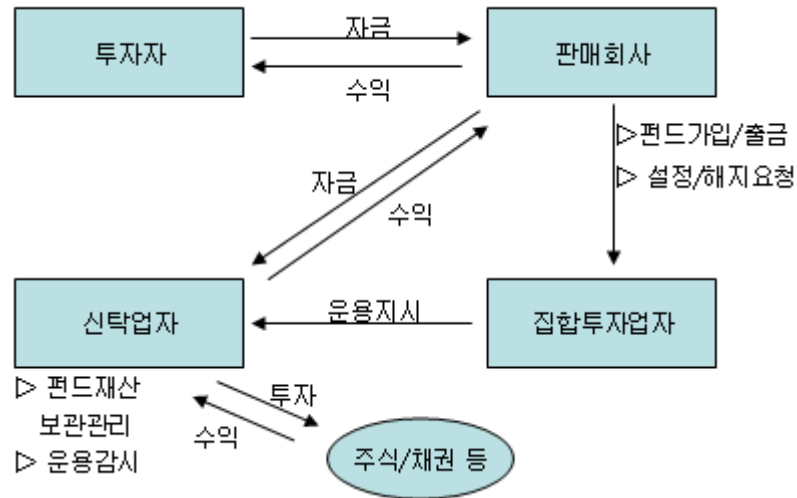 자금
투자자
판매회사
수익
▷펀드가입/출금
▷ 설정/해지요청
자금
수익
신탁업자
운용지시
집합투자업자
▷ 펀드재산
보관관리
▷ 운용감시
투자
수익
주식/채권 등